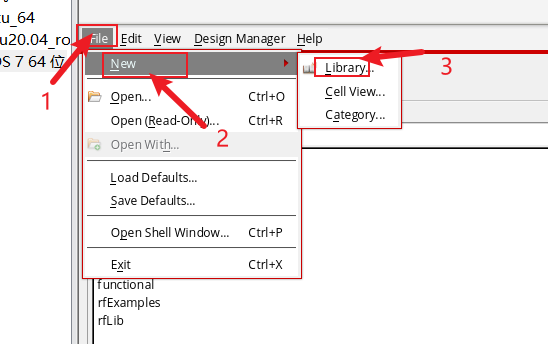 tu_64
u20.04_ro
OS 7 64 位
File Edit View Design Manager Help
New
Open... Ctrl+O
Open (Read-Only)... Ctrl+R
Open With...
Load Defaults...
Save Defaults...
Open Shell Window... Ctrl+P
Exit Ctrl+X
Library...
Cell View...
Category...
1
2
3
functional
rfExamples
rfLib